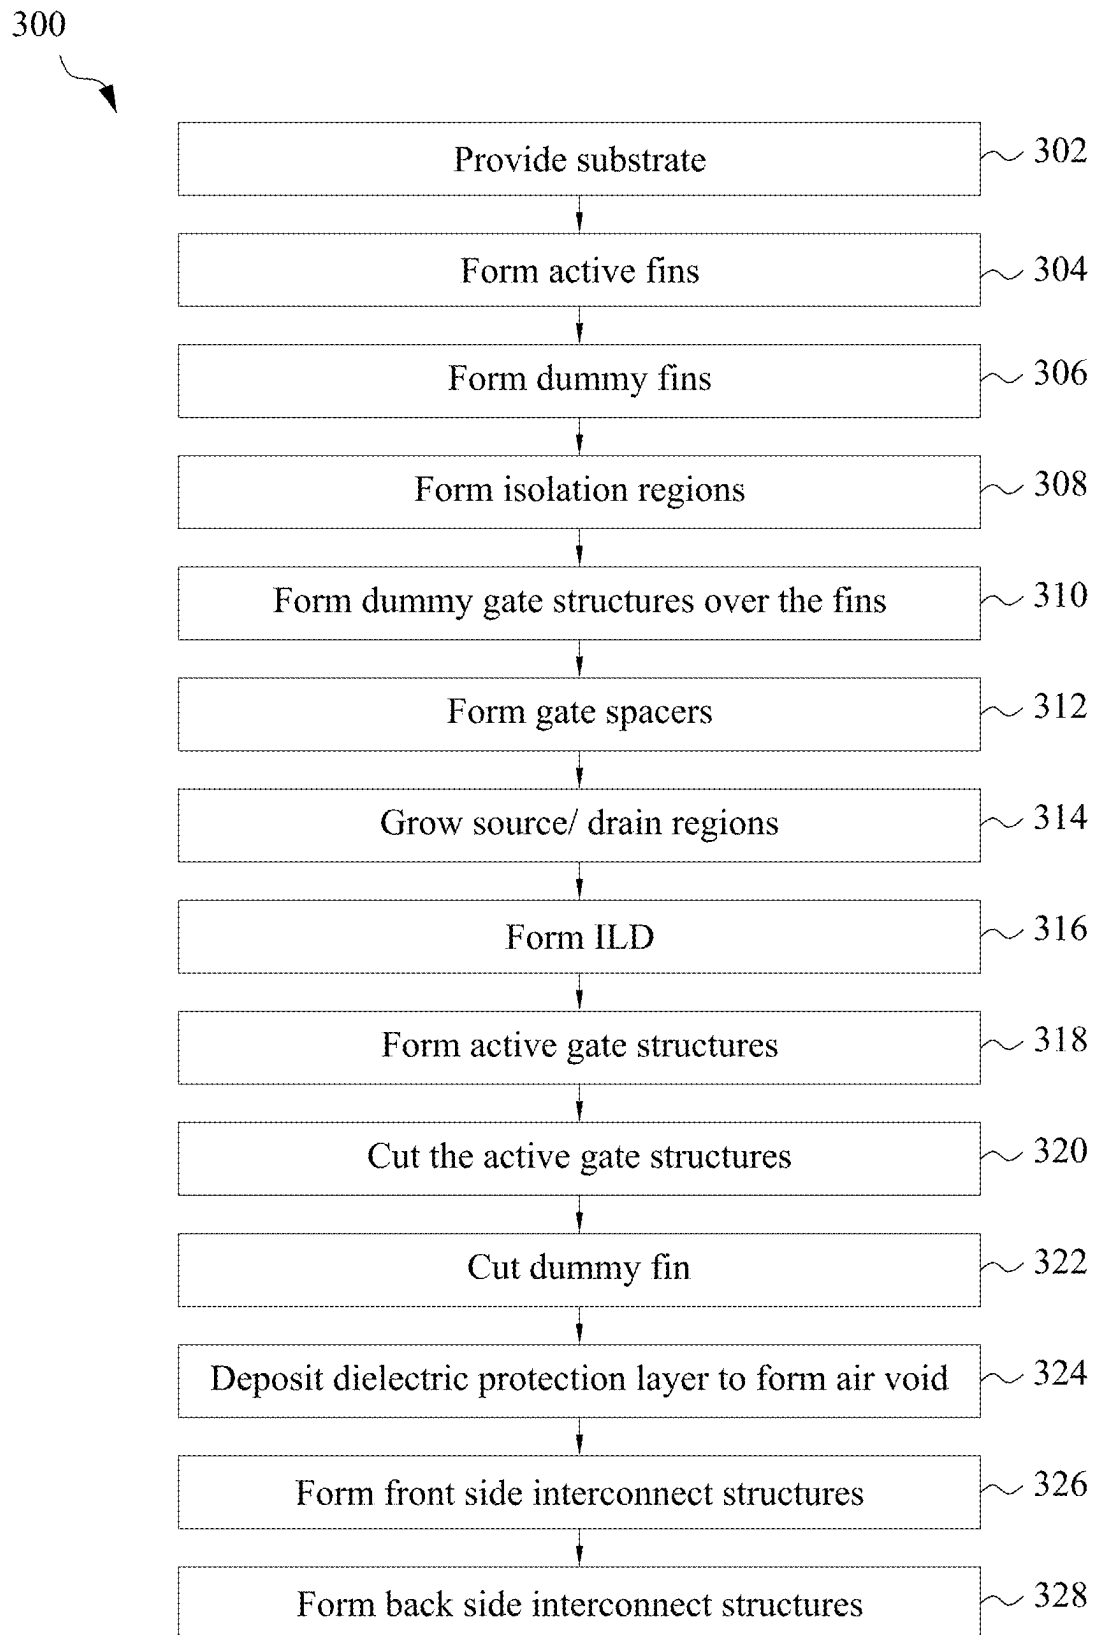 300
Provide substrate 302
Form active fins 304
Form dummy fins 306
Form isolation regions 308
Form dummy gate structures over the fins 310
Form gate spacers 312
Grow source/ drain regions 314
Form ILD 316
Form active gate structures 318
Cut the active gate structures 320
Cut dummy fin 322
Deposit dielectric protection layer to form air void 324
Form front side interconnect structures 326
Form back side interconnect structures 328